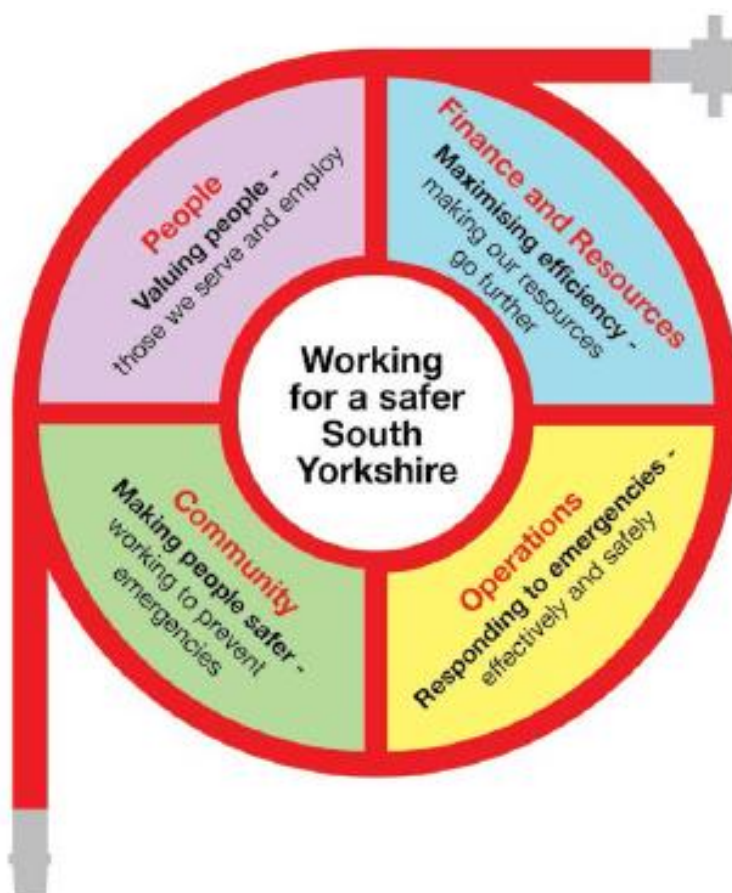 People
Valuing people -
those we serve and employ
Finance and Resources
Maximising efficiency -
making our resources
go further
Working
for a safer
South
Yorkshire
Community
Making people safer -
working to prevent
emergencies
Operations
Responding to emergencies -
effectively and safely